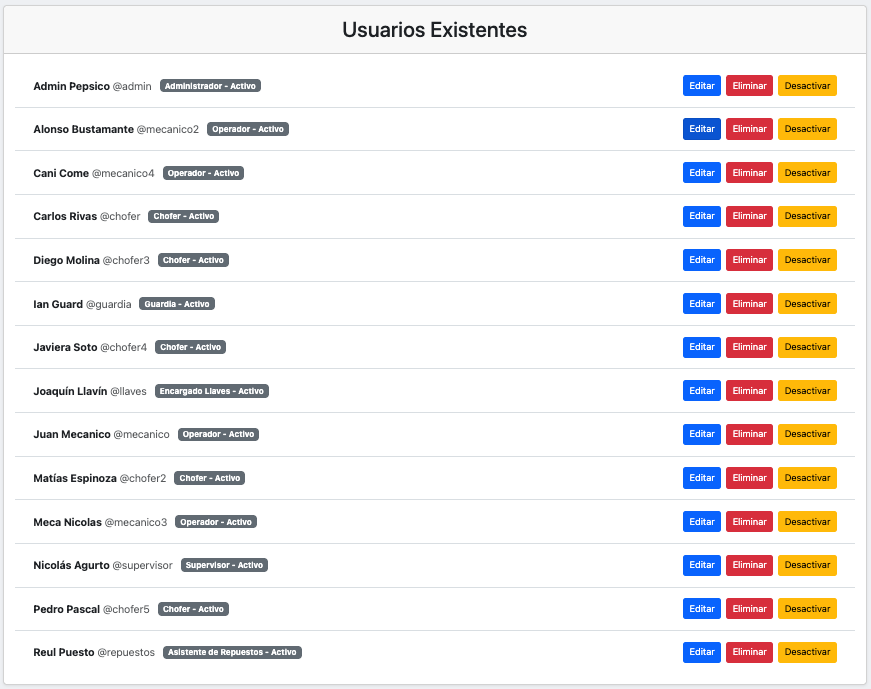 Usuarios Existentes
Admin Pepsico @admin Administrador - Activo Editar Eliminar Desactivar
Alonso Bustamante @mecanico2 Operador - Activo Editar Eliminar Desactivar
Cani Come @mecanico4 Operador - Activo Editar Eliminar Desactivar
Carlos Rivas @chofer Chofer - Activo Editar Eliminar Desactivar
Diego Molina @chofer3 Chofer - Activo Editar Eliminar Desactivar
Ian Guard @guardia Guardia - Activo Editar Eliminar Desactivar
Javiera Soto @chofer4 Chofer - Activo Editar Eliminar Desactivar
Joaquín Llavín @llaves Encargado Llaves - Activo Editar Eliminar Desactivar
Juan Mecanico @mecanico Operador - Activo Editar Eliminar Desactivar
Matías Espinoza @chofer2 Chofer - Activo Editar Eliminar Desactivar
Meca Nicolas @mecanico3 Operador - Activo Editar Eliminar Desactivar
Nicolás Agurto @supervisor Supervisor - Activo Editar Eliminar Desactivar
Pedro Pascal @chofer5 Chofer - Activo Editar Eliminar Desactivar
Reul Puesto @repuestos Asistente de Repuestos - Activo Editar Eliminar Desactivar